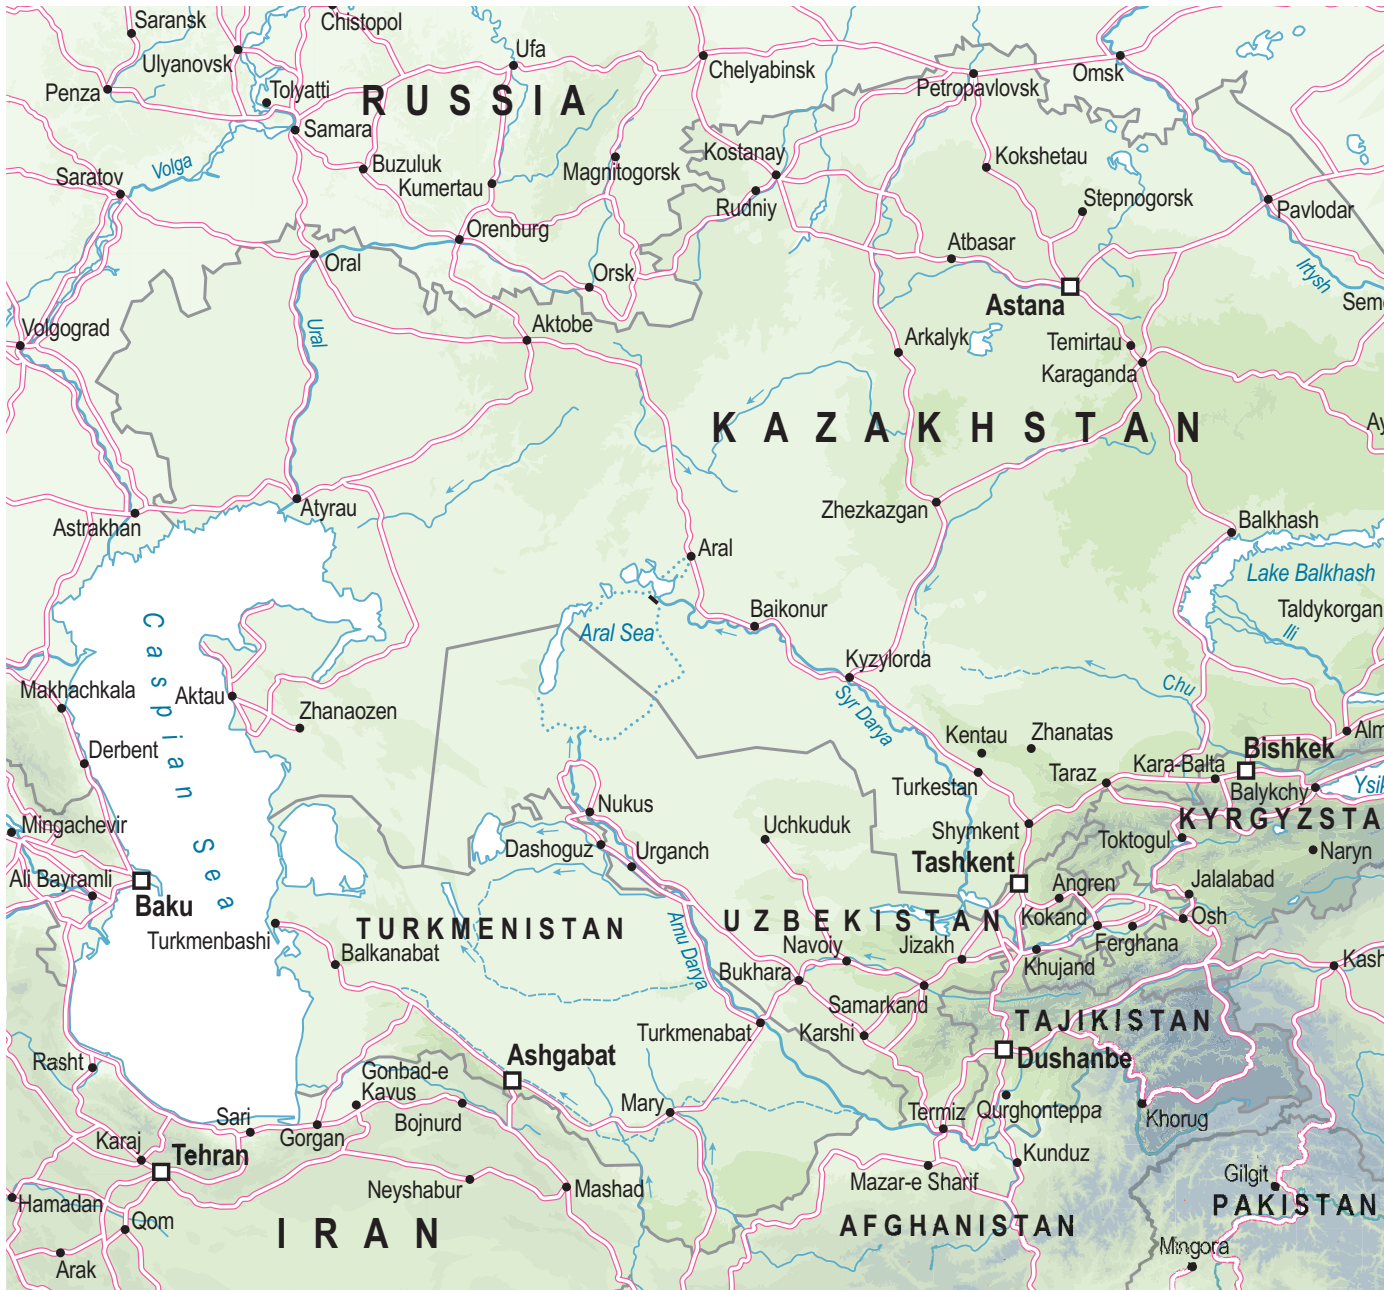 Saransk
Chistopol
Ulyanovsk
Ufa
Chelyabinsk
Omsk
Penza
Tolyatti
RUSSIA
Petropavlovsk
Samara
Volga
Buzuluk
Kostanay
Kokshetau
Saratov
Kumertau
Magnitogorsk
Rudniy
Stepnogorsk
Pavlodar
Orenburg
Atbasar
Oral
Orsk
Irtysh
Astana
Seme
Volgograd
Ural
Aktobe
Arkalyk
Temirtau
Karaganda
KAZAKHSTAN
Ay
Astrakhan
Atyrau
Zhezkazgan
Balkhash
Aral
Lake Balkhash
Caspian Sea
Aral Sea
Baikonur
Taldykorgan
Ili
Kyzylorda
Makhachkala
Aktau
Syr Darya
Chu
Zhanaozen
Kentau
Zhanatas
Alm
Derbent
Turkestan
Taraz
Kara-Balta
Bishkek
Balykchy
Ysik
Nukus
Mingachevir
Uchkuduk
Shymkent
Toktogul
KYRGYZSTA
Dashoguz
Urganch
Tashkent
Naryn
Ali Bayramli
Angren
Jalalabad
Baku
Turkmenbashi
TURKMENISTAN
UZBEKISTAN
Kokand
Osh
Balkanabat
Amu Darya
Navoiy
Jizakh
Ferghana
Bukhara
Khujand
Kash
Samarkand
Turkmenabat
Karshi
TAJIKISTAN
Rasht
Ashgabat
Dushanbe
Gonbad-e
Kavus
Mary
Sari
Gorgan
Bojnurd
Termiz
Qurghonteppa
Khorug
Karaj
Tehran
Kunduz
Neyshabur
Mashad
Mazar-e Sharif
Gilgit
Hamadan
Qom
IRAN
AFGHANISTAN
PAKISTAN
Arak
Mingora